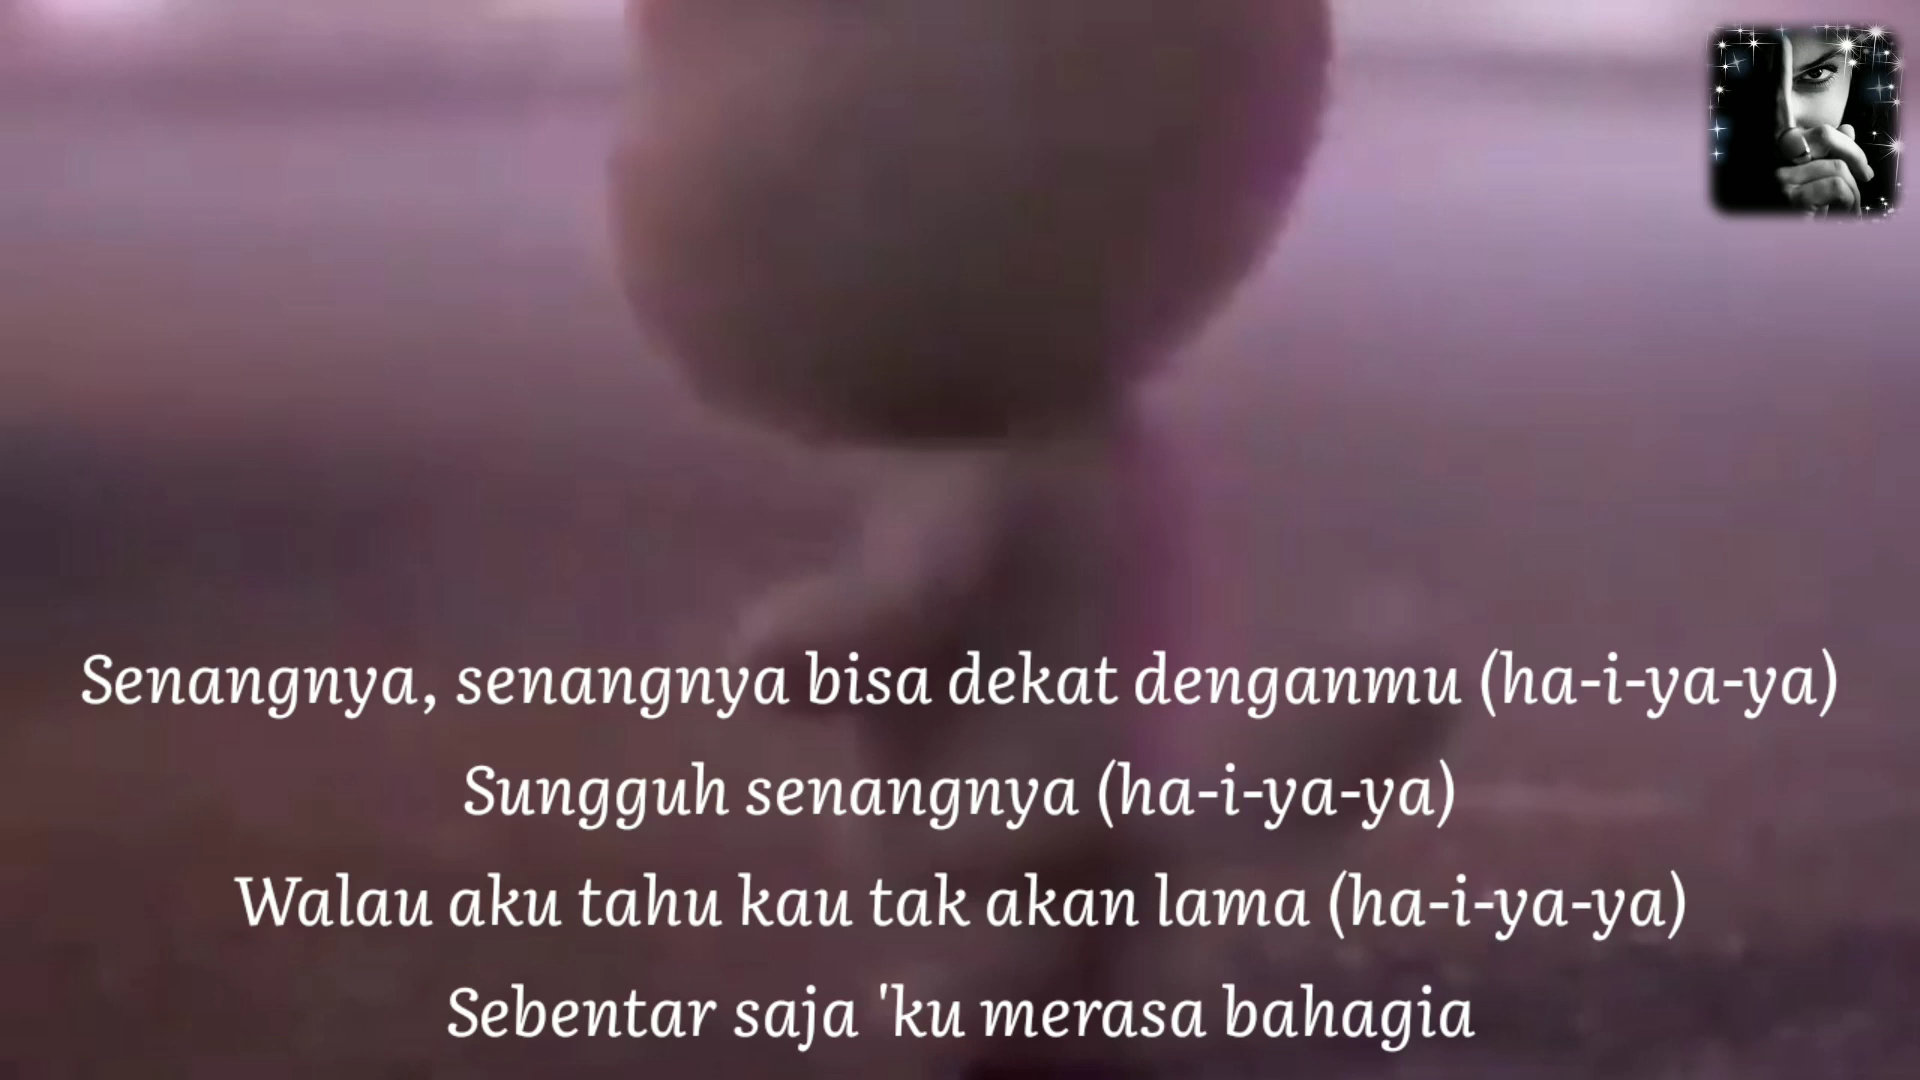 Senangnya, senangnya bisa dekat denganmu (ha-i-ya-ya)
Sungguh senangnya (ha-i-ya-ya)
Walau aku tahu kau tak akan lama (ha-i-ya-ya)
Sebentar saja 'ku merasa bahagia